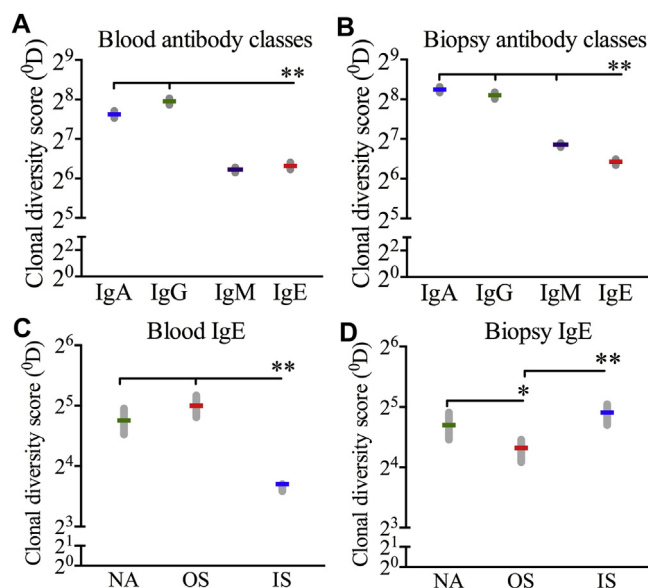 A
Blood antibody classes
Clonal diversity score (⁰D)
2⁹
2⁸
2⁷
2⁶
2⁵
2²
2⁰
**
IgA IgG IgM IgE
B
Biopsy antibody classes
Clonal diversity score (⁰D)
2⁹
2⁸
2⁷
2⁶
2⁵
2²
2⁰
**
IgA IgG IgM IgE
C
Blood IgE
Clonal diversity score (⁰D)
2⁶
2⁵
2⁴
2³
2¹
2⁰
**
NA OS IS
D
Biopsy IgE
Clonal diversity score (⁰D)
2⁶
2⁵
2⁴
2³
2¹
2⁰
*
**
NA OS IS